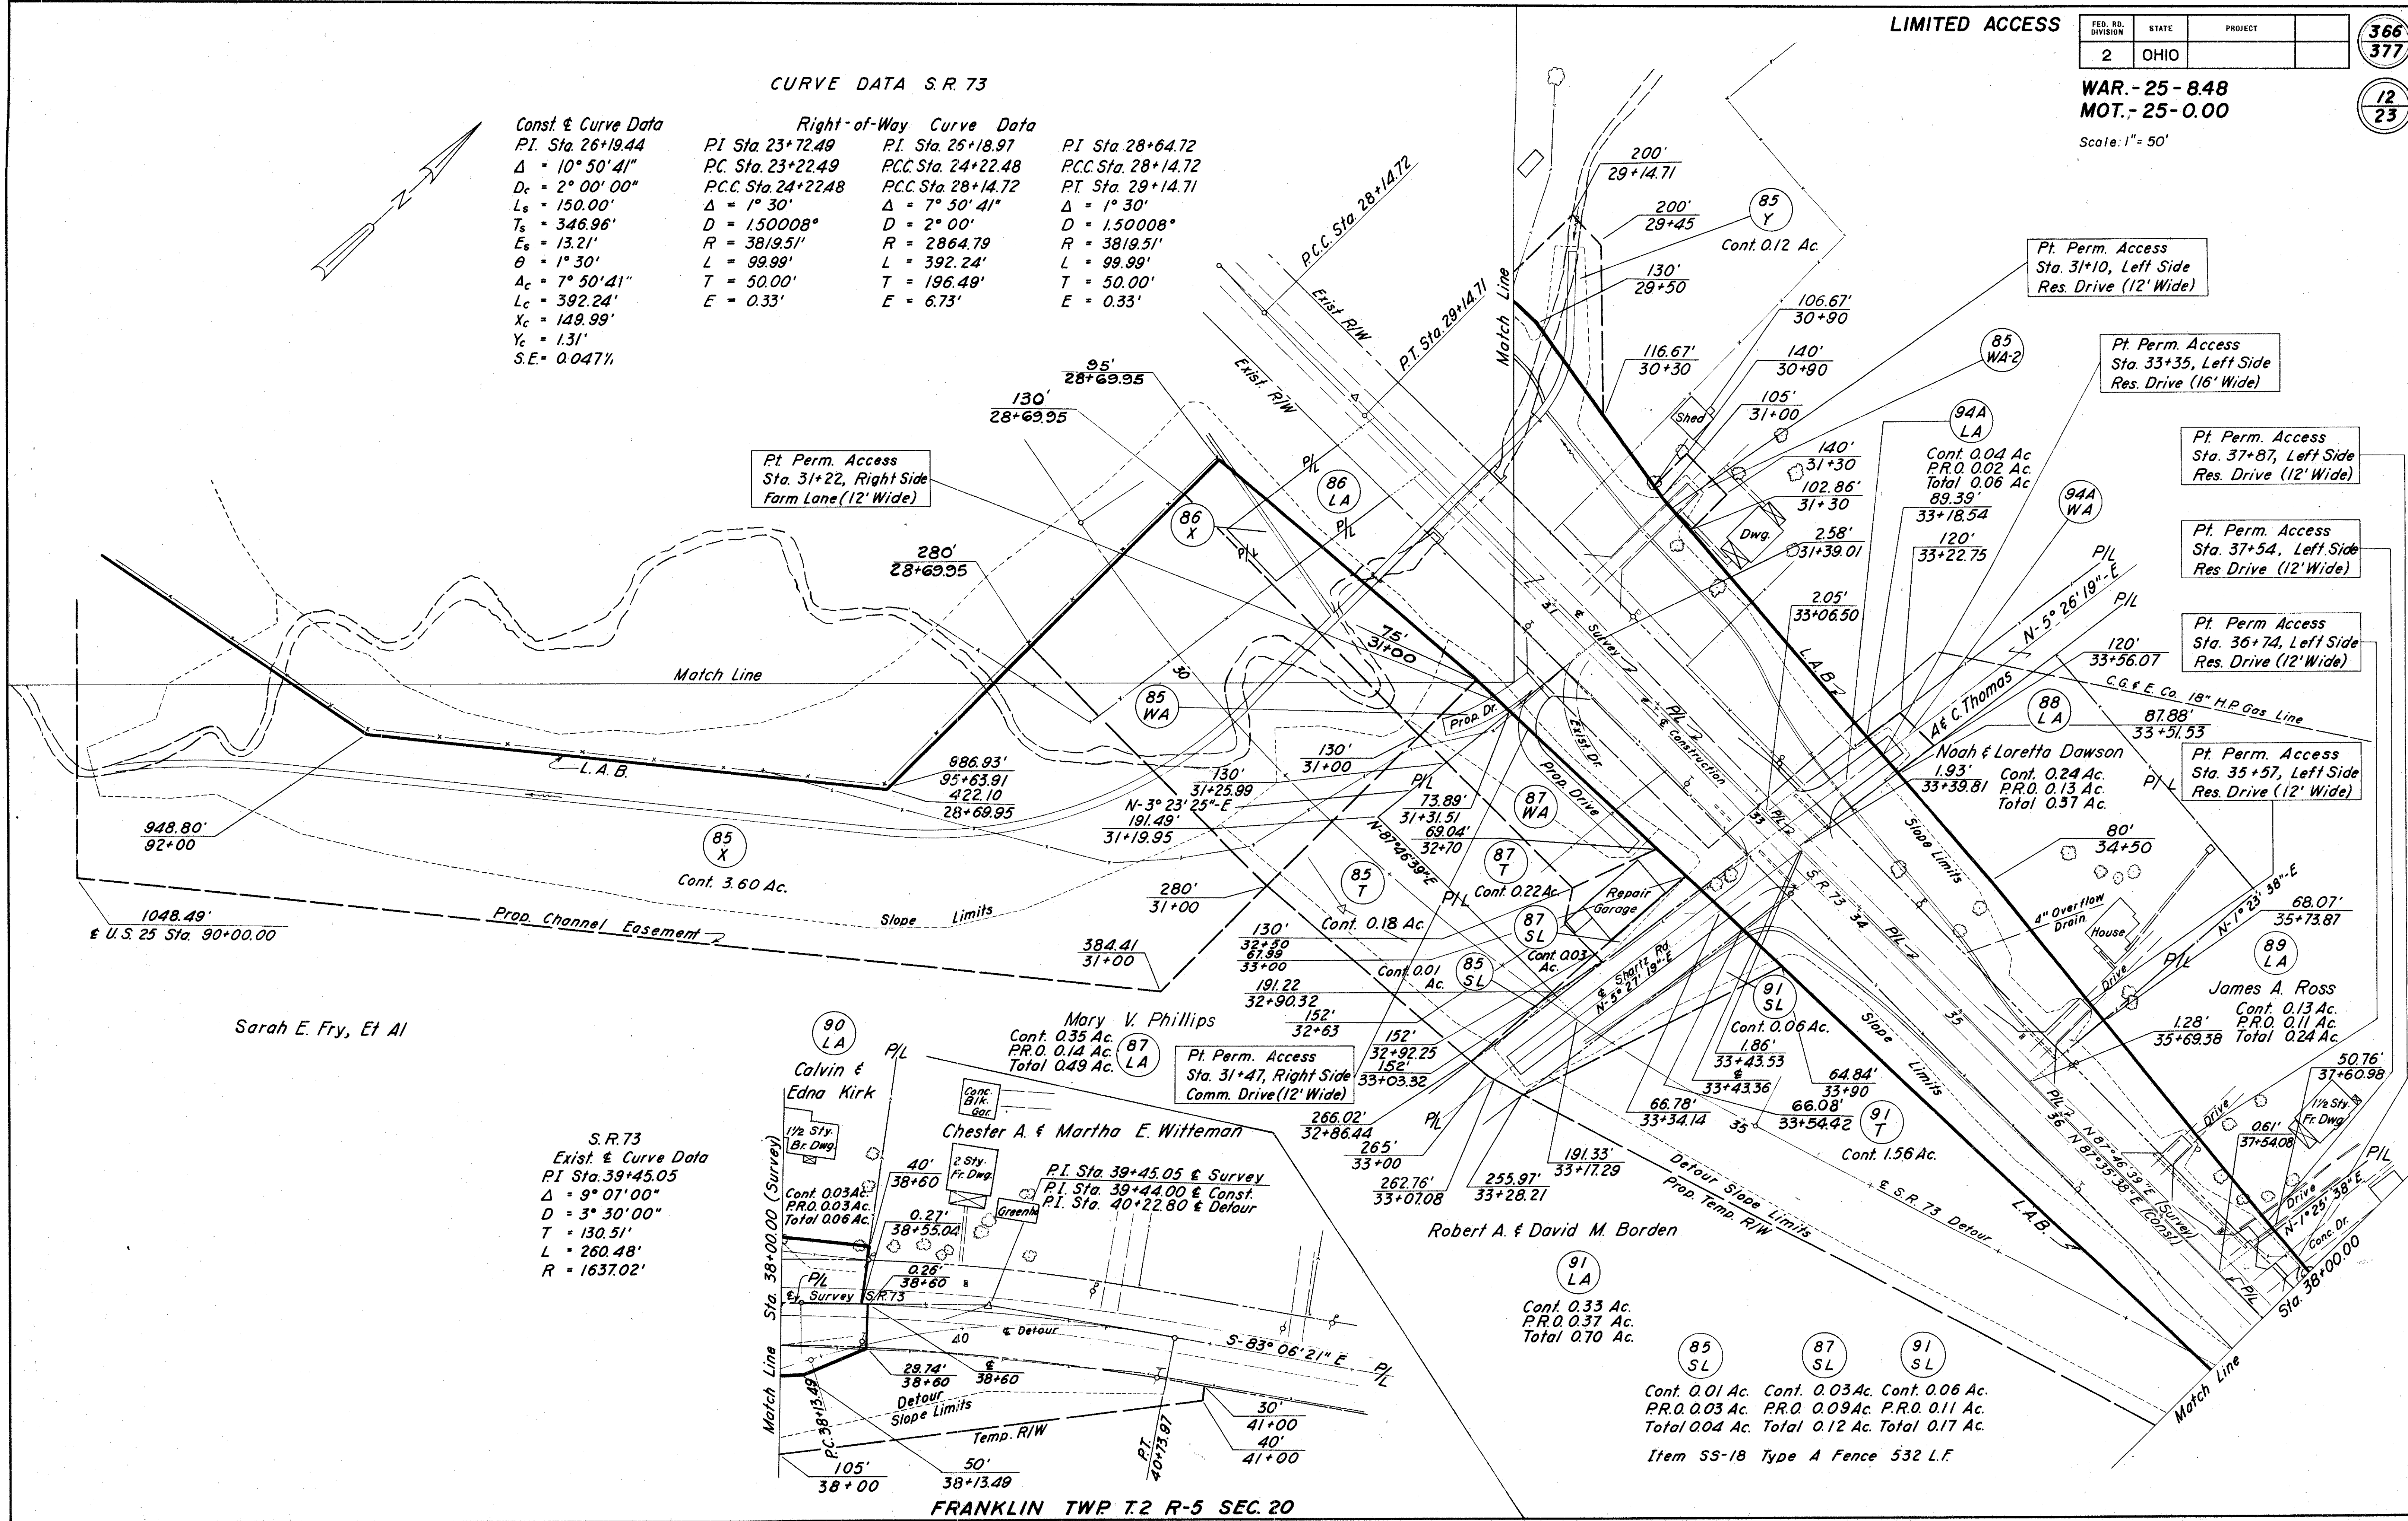 LIMITED ACCESS
FED. RD. DIVISION STATE PROJECT
2 OHIO
366
377
WAR.-25-8.48
MOT.-25-0.00
12
23
Scale: 1"= 50'
CURVE DATA S.R. 73
Const. ℄ Curve Data
P.I. Sta. 26+19.44
Δ = 10° 50' 41"
Dc = 2° 00' 00"
Ls = 150.00'
Ts = 346.96'
Es = 13.21'
θ = 1° 30'
Δc = 7° 50' 41"
Lc = 392.24'
Xc = 149.99'
Yc = 1.31'
S.E. = 0.047'/,
Right-of-Way Curve Data
P.I Sta. 23+72.49
P.C. Sta. 23+22.49
P.C.C. Sta. 24+22.48
Δ = 1° 30'
D = 1.50008°
R = 3819.51'
L = 99.99'
T = 50.00'
E = 0.33'
P.I. Sta. 26+18.97
P.C.C. Sta. 24+22.48
P.C.C. Sta. 28+14.72
Δ = 7° 50' 41"
D = 2° 00'
R = 2864.79
L = 392.24'
T = 196.49'
E = 6.73'
P.I Sta. 28+64.72
P.C.C. Sta. 28+14.72
P.T. Sta. 29+14.71
Δ = 1° 30'
D = 1.50008°
R = 3819.51'
L = 99.99'
T = 50.00'
E = 0.33'
N
P.C.C. Sta. 28+14.72
P.T. Sta. 29+14.71
Exist R/W
Exist. R/W
Match Line
200'
29+14.71
200'
29+45
85
Y
Cont. 0.12 Ac.
130'
29+50
106.67'
30+90
116.67'
30+30
140'
30+90
105'
31+00
Shed
140'
31+30
102.86'
31+30
Dwg.
2.58'
31+39.01
Pt. Perm. Access
Sta. 31+10, Left Side
Res. Drive (12' Wide)
85
WA-2
Pt. Perm. Access
Sta. 33+35, Left Side
Res. Drive (16' Wide)
94A
LA
Cont. 0.04 Ac
P.R.O. 0.02 Ac.
Total 0.06 Ac
89.39'
33+18.54
120'
33+22.75
2.05'
33+06.50
94A
WA
Pt. Perm. Access
Sta. 37+87, Left Side
Res. Drive (12' Wide)
Pt. Perm. Access
Sta. 37+54, Left Side
Res Drive (12' Wide)
Pt. Perm Access
Sta. 36+74, Left Side
Res. Drive (12' Wide)
Pt. Perm. Access
Sta. 35+57, Left Side
Res. Drive (12' Wide)
P/L
N-5° 26' 19"-E
P/L
120'
33+56.07
A & C. Thomas
C.G. & E. Co. 18" H.P. Gas Line
88
LA
87.88'
33+51.53
Noah & Loretta Dawson
1.93'
33+39.81
Cont. 0.24 Ac.
P.R.O. 0.13 Ac.
Total 0.37 Ac.
P/L
80'
34+50
4" Overflow
Drain
House
N-1° 23' 38"-E
68.07'
35+73.87
P/L
Drive
89
LA
James A. Ross
Cont. 0.13 Ac.
P.R.O. 0.11 Ac.
Total 0.24 Ac.
1.28'
35+69.38
50.76'
37+60.98
1 1/2 Sty.
Fr. Dwg
Drive
0.61'
37+54.08
P/L
Drive
N-1° 25' 38"E
Conc. Dr.
Sta. 38+00.00
P/L
N 87° 46' 39"E (Survey)
N 87° 35' 38"E (Const.)
L.A.B.
Slope Limits
31
℄ Survey
℄ Construction
P/L
33
P/L
S.R. 73
34
P/L
35
P/L
36
95'
28+69.95
130'
28+69.95
Pt. Perm. Access
Sta. 31+22, Right Side
Farm Lane (12' Wide)
280'
28+69.95
86
X
86
LA
P/L
P/L
P/L
75'
31+00
30
Match Line
85
WA
Prop. Dr.
Exist. Dr.
Prop. Drive
130'
31+00
130'
31+25.99
P/L
N-3° 23' 25"-E
191.49'
31+19.95
73.89'
31+31.51
69.04'
32+70
N-87°46'39"E
P/L
87
WA
87
T
Cont. 0.22 Ac.
85
T
Cont. 0.18 Ac.
Repair
Garage
87
SL
Cont. 0.03
Ac.
Cont. 0.01
Ac.
85
SL
℄ Shartz Rd.
N-5° 27' 19"-E
L.A.B.
986.93'
95+63.91
422.10
28+69.95
948.80'
92+00
85
X
Cont. 3.60 Ac.
1048.49'
℄ U.S. 25 Sta. 90+00.00
Prop. Channel Easement
Slope Limits
280'
31+00
384.41
31+00
130'
32+50
67.99
33+00
191.22
32+90.32
152'
32+63
152'
32+92.25
152'
33+03.32
266.02'
32+86.44
265'
33+00
P/L
262.76'
33+07.08
255.97'
33+28.21
191.33'
33+17.29
91
SL
Cont. 0.06 Ac.
1.86'
33+43.53
℄
33+43.36
64.84'
33+90
66.78'
33+34.14
35
66.08'
33+54.42
91
T
Cont. 1.56 Ac.
Slope Limits
L.A.B.
Detour Slope Limits
Prop. Temp. R/W
℄ S.R. 73 Detour
Match Line
Sarah E. Fry, Et Al
S.R. 73
Exist. ℄ Curve Data
P.I Sta. 39+45.05
Δ = 9° 07' 00"
D = 3° 30' 00"
T = 130.51'
L = 260.48'
R = 1637.02'
90
LA
Calvin &
Edna Kirk
P/L
1 1/2 Sty.
Br. Dwg.
Cont. 0.03 Ac.
P.R.O. 0.03 Ac.
Total 0.06 Ac.
Mary V. Phillips
Cont. 0.35 Ac.
P.R.O. 0.14 Ac.
Total 0.49 Ac.
87
LA
Pt. Perm. Access
Sta. 31+47, Right Side
Comm. Drive (12' Wide)
Conc.
Blk.
Gar.
Chester A. & Martha E. Witteman
40'
38+60
2 Sty.
Fr. Dwg.
Greenh.
P.I. Sta. 39+45.05 ℄ Survey
P.I. Sta. 39+44.00 ℄ Const.
P.I. Sta. 40+22.80 ℄ Detour
0.27'
38+55.04
0.26'
38+60
P/L
℄ Survey S.R. 73
Match Line Sta. 38+00.00 (Survey)
40
℄ Detour
S-83° 06' 21" E
P/L
29.74'
38+60
℄
38+60
Detour
Slope Limits
Temp. R/W
P.C. 38+13.49
P.T.
40+73.97
30'
41+00
40'
41+00
105'
38+00
50'
38+13.49
Robert A. & David M. Borden
91
LA
Cont. 0.33 Ac.
P.R.O. 0.37 Ac.
Total 0.70 Ac.
85
SL
Cont. 0.01 Ac.
P.R.O. 0.03 Ac.
Total 0.04 Ac.
87
SL
Cont. 0.03 Ac.
P.R.O. 0.09 Ac.
Total 0.12 Ac.
91
SL
Cont. 0.06 Ac.
P.R.O. 0.11 Ac.
Total 0.17 Ac.
Item SS-18 Type A Fence 532 L.F.
FRANKLIN TWP. T.2 R-5 SEC. 20